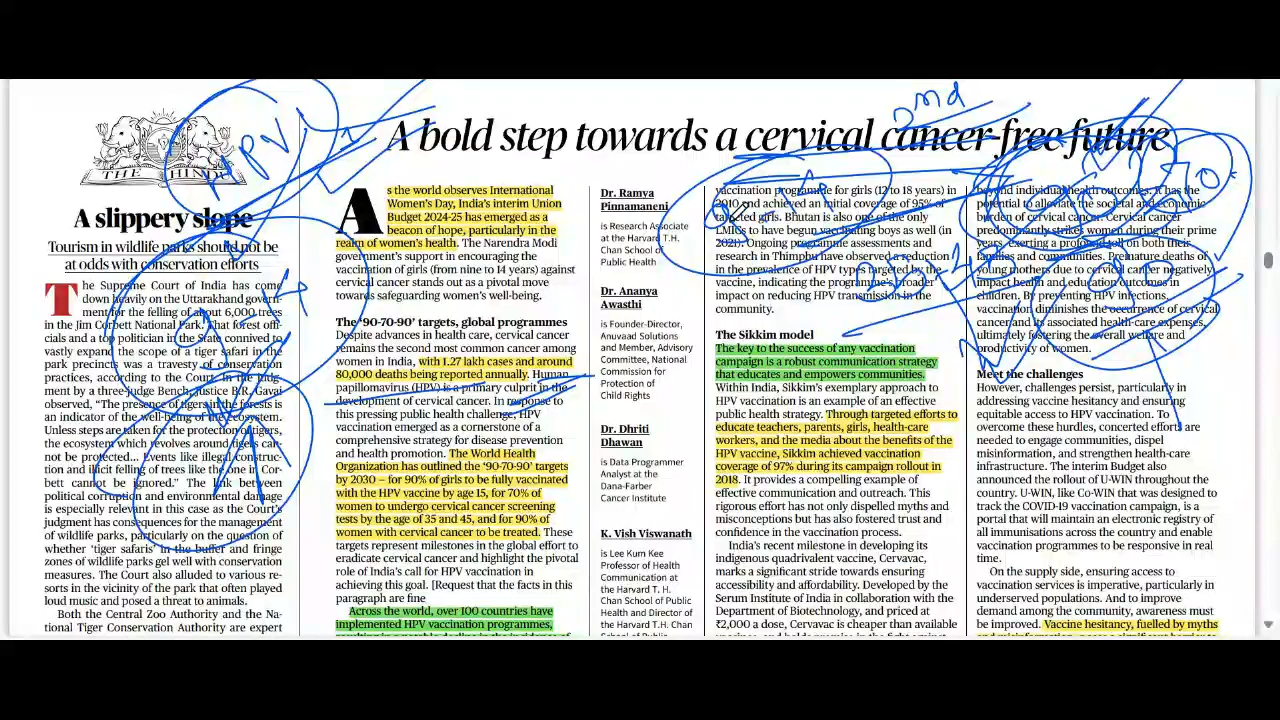 HPV
2nd
A bold step towards a cervical cancer-free future
THE HINDU
A slippery slope
Tourism in wildlife parks should not be
at odds with conservation efforts
The Supreme Court of India has come
down heavily on the Uttarakhand govern-
ment for the felling of about 6,000 trees
in the Jim Corbett National Park. That forest offi-
cials and a top politician in the State connived to
vastly expand the scope of a tiger safari in the
park precincts was a travesty of conservation
practices, according to the Court. In the judg-
ment by a three-judge Bench, Justice B.R. Gavai
observed, “The presence of tigers in the forests is
an indicator of the well-being of the ecosystem.
Unless steps are taken for the protection of tigers,
the ecosystem which revolves around tigers can-
not be protected... Events like illegal construc-
tion and illicit felling of trees like the one in Cor-
bett cannot be ignored.” The link between
political corruption and environmental damage
is especially relevant in this case as the Court’s
judgment has consequences for the management
of wildlife parks, particularly on the question of
whether ‘tiger safaris’ in the buffer and fringe
zones of wildlife parks gel well with conservation
measures. The Court also alluded to various re-
sorts in the vicinity of the park that often played
loud music and posed a threat to animals.
Both the Central Zoo Authority and the Na-
tional Tiger Conservation Authority are expert
As the world observes International
Women’s Day, India’s interim Union
Budget 2024-25 has emerged as a
beacon of hope, particularly in the
realm of women’s health. The Narendra Modi
government’s support in encouraging the
vaccination of girls (from nine to 14 years) against
cervical cancer stands out as a pivotal move
towards safeguarding women’s well-being.
The ‘90-70-90’ targets, global programmes
Despite advances in health care, cervical cancer
remains the second most common cancer among
women in India, with 1.27 lakh cases and around
80,000 deaths being reported annually. Human
papillomavirus (HPV) is a primary culprit in the
development of cervical cancer. In response to
this pressing public health challenge, HPV
vaccination emerged as a cornerstone of a
comprehensive strategy for disease prevention
and health promotion. The World Health
Organization has outlined the ‘90-70-90’ targets
by 2030 – for 90% of girls to be fully vaccinated
with the HPV vaccine by age 15, for 70% of
women to undergo cervical cancer screening
tests by the age of 35 and 45, and for 90% of
women with cervical cancer to be treated. These
targets represent milestones in the global effort to
eradicate cervical cancer and highlight the pivotal
role of India’s call for HPV vaccination in
achieving this goal. [Request that the facts in this
paragraph are fine
Across the world, over 100 countries have
implemented HPV vaccination programmes,
Dr. Ramya
Pinnamaneni
is Research Associate
at the Harvard T.H.
Chan School of
Public Health
Dr. Ananya
Awasthi
is Founder-Director,
Anuvaad Solutions
and Member, Advisory
Committee, National
Commission for
Protection of
Child Rights
Dr. Dhriti
Dhawan
is Data Programmer
Analyst at the
Dana-Farber
Cancer Institute
K. Vish Viswanath
is Lee Kum Kee
Professor of Health
Communication at
the Harvard T. H.
Chan School of Public
Health and Director of
the Harvard T.H. Chan
School of Public
vaccination programme for girls (12 to 18 years) in
2010 and achieved an initial coverage of 95% of
targeted girls. Bhutan is also one of the only
LMICs to have begun vaccinating boys as well (in
2021). Ongoing programme assessments and
research in Thimphu have observed a reduction
in the prevalence of HPV types targeted by the
vaccine, indicating the programme’s broader
impact on reducing HPV transmission in the
community.
The Sikkim model
The key to the success of any vaccination
campaign is a robust communication strategy
that educates and empowers communities.
Within India, Sikkim’s exemplary approach to
HPV vaccination is an example of an effective
public health strategy. Through targeted efforts to
educate teachers, parents, girls, health-care
workers, and the media about the benefits of the
HPV vaccine, Sikkim achieved vaccination
coverage of 97% during its campaign rollout in
2018. It provides a compelling example of
effective communication and outreach. This
rigorous effort has not only dispelled myths and
misconceptions but has also fostered trust and
confidence in the vaccination process.
India’s recent milestone in developing its
indigenous quadrivalent vaccine, Cervavac,
marks a significant stride towards ensuring
accessibility and affordability. Developed by the
Serum Institute of India in collaboration with the
Department of Biotechnology, and priced at
₹2,000 a dose, Cervavac is cheaper than available
beyond individual health outcomes. It has the
potential to alleviate the societal and economic
burden of cervical cancer. Cervical cancer
predominantly strikes women during their prime
years, exerting a profound toll on both their
families and communities. Premature deaths of
young mothers due to cervical cancer negatively
impact health and education outcomes in
children. By preventing HPV infections,
vaccination diminishes the occurrence of cervical
cancer and its associated health-care expenses,
ultimately fostering the overall welfare and
productivity of women.
Meet the challenges
However, challenges persist, particularly in
addressing vaccine hesitancy and ensuring
equitable access to HPV vaccination. To
overcome these hurdles, concerted efforts are
needed to engage communities, dispel
misinformation, and strengthen health-care
infrastructure. The interim Budget also
announced the rollout of U-WIN throughout the
country. U-WIN, like Co-WIN that was designed to
track the COVID-19 vaccination campaign, is a
portal that will maintain an electronic registry of
all immunisations across the country and enable
vaccination programmes to be responsive in real
time.
On the supply side, ensuring access to
vaccination services is imperative, particularly in
underserved populations. And to improve
demand among the community, awareness must
be improved. Vaccine hesitancy, fuelled by myths